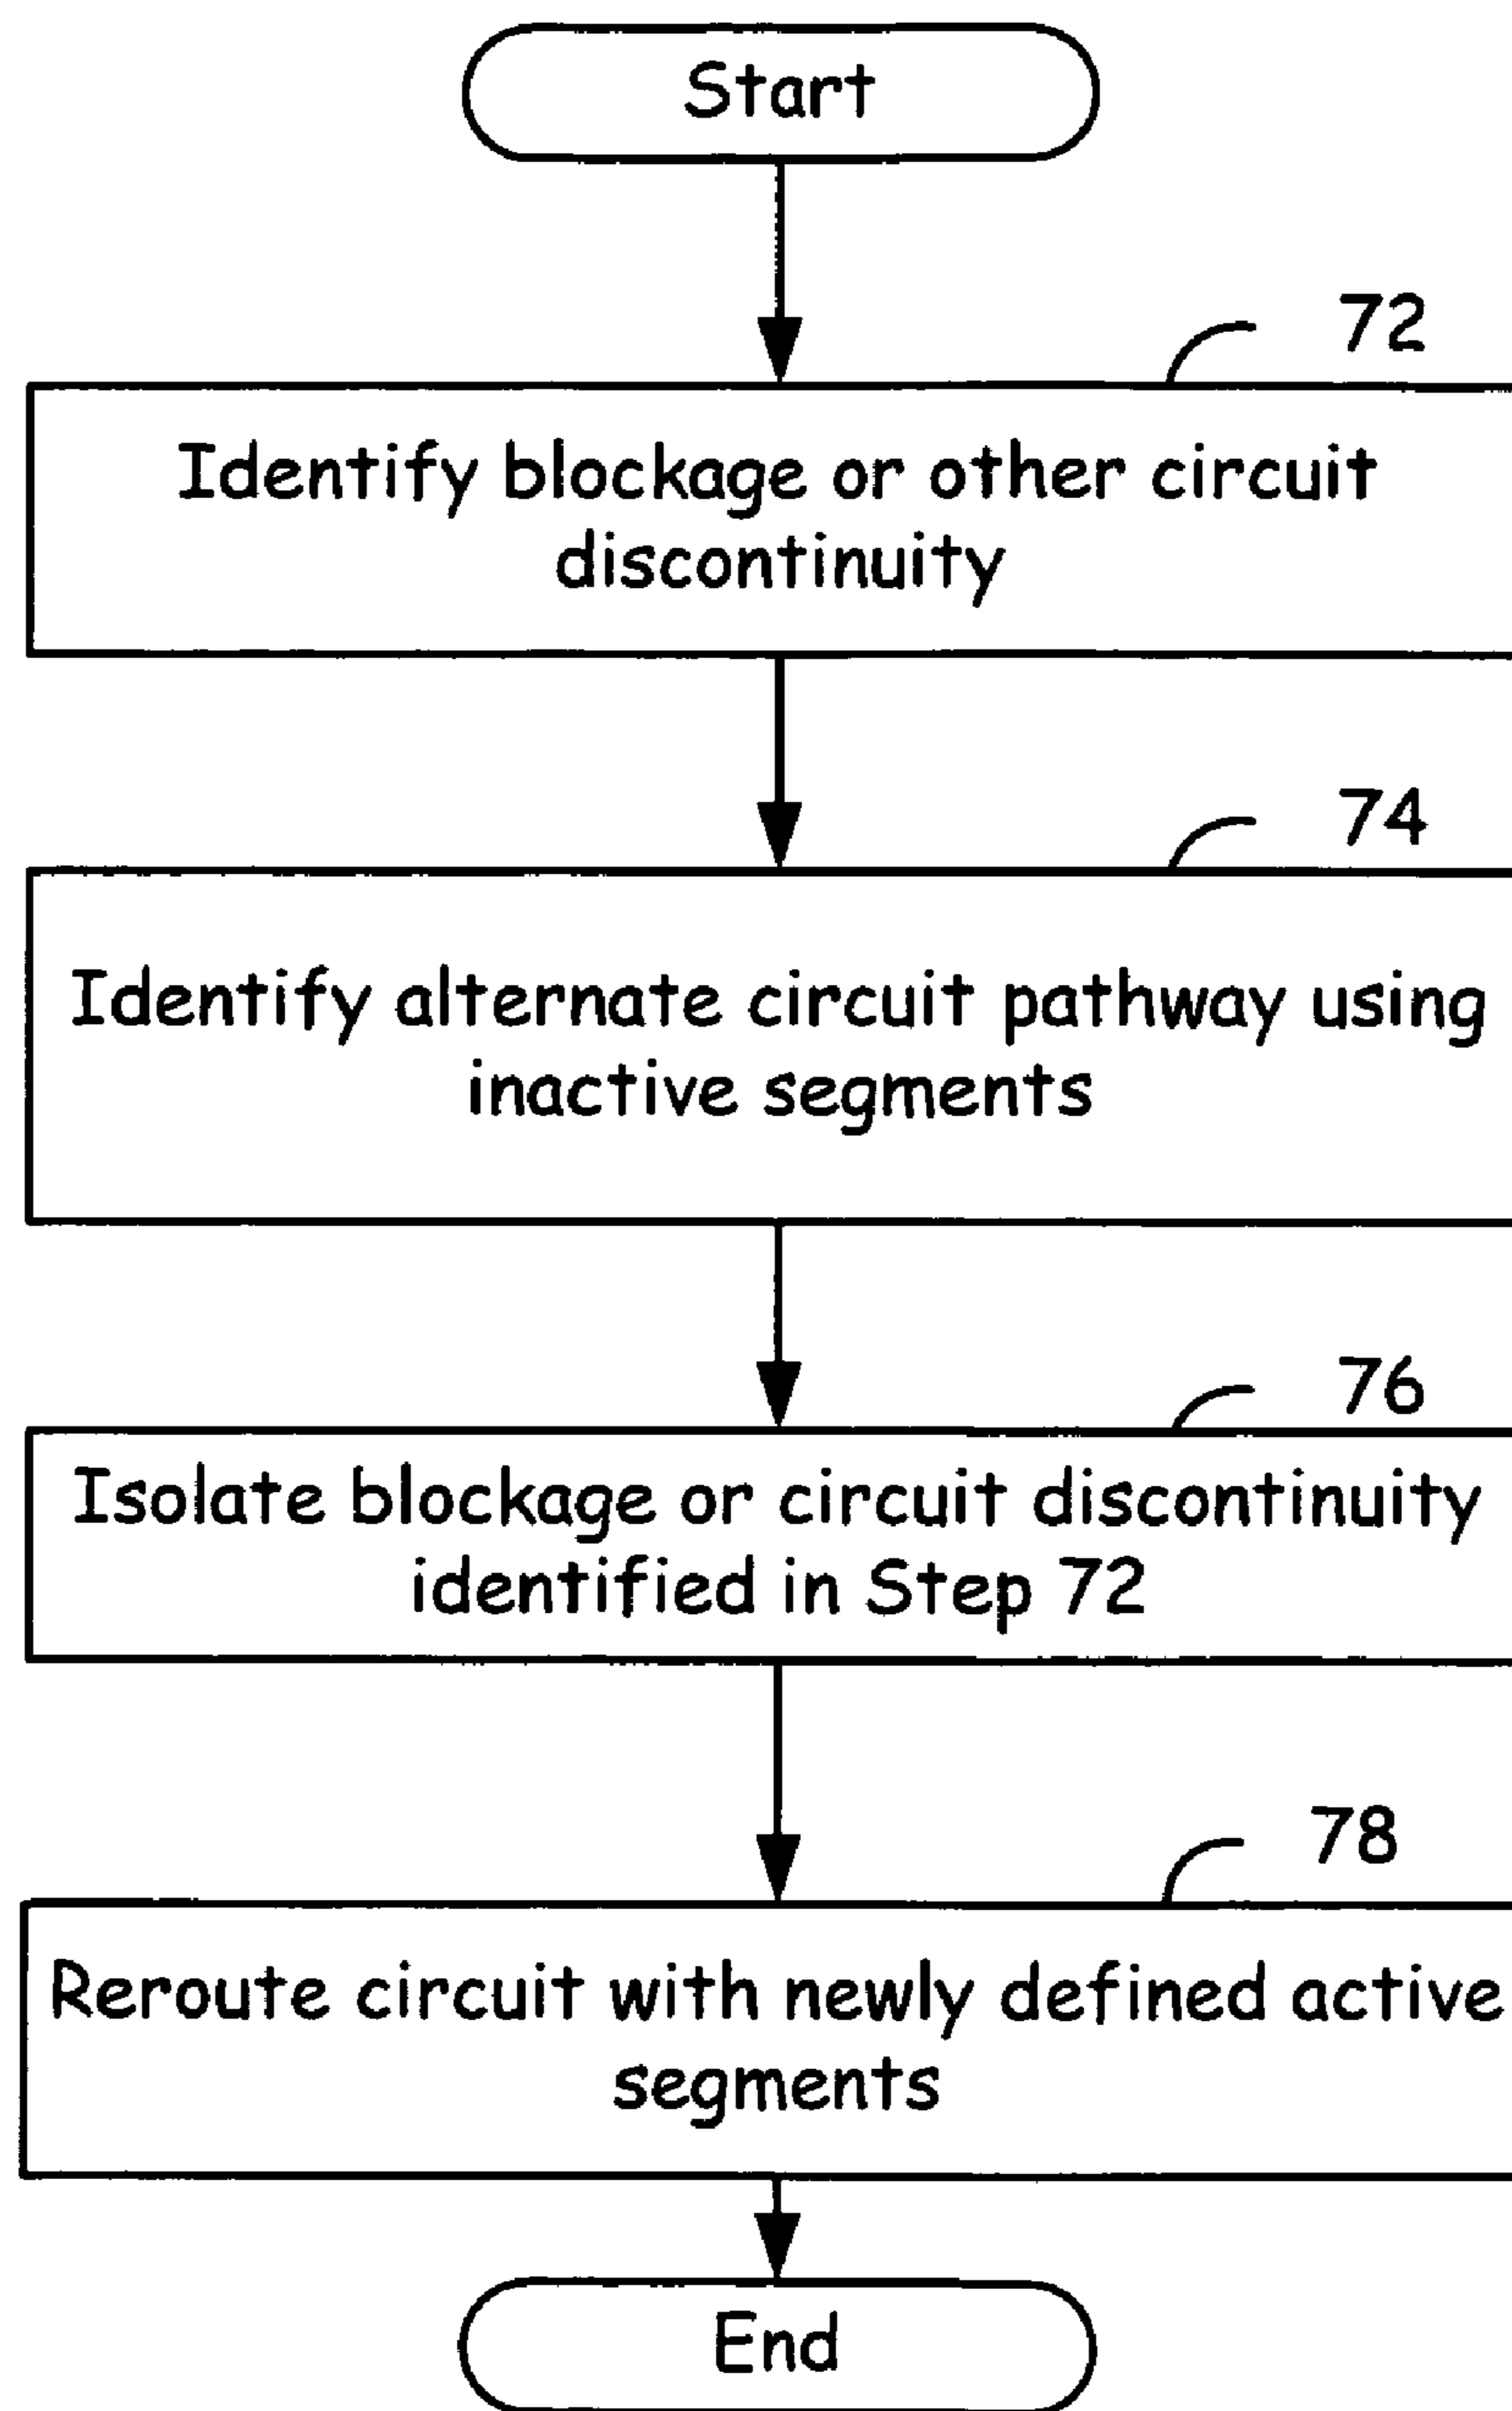 Start
72
Identify blockage or other circuit
discontinuity
74
Identify alternate circuit pathway using
inactive segments
76
Isolate blockage or circuit discontinuity
identified in Step 72
78
Reroute circuit with newly defined active
segments
End